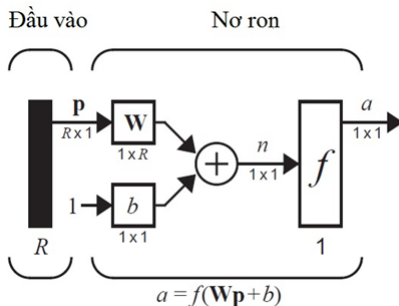 Đầu vào
Nơ ron
p
R x 1
W
1 x R
1
b
1 x 1
+
n
1 x 1
f
a
1 x 1
R
1
a = f(Wp+b)